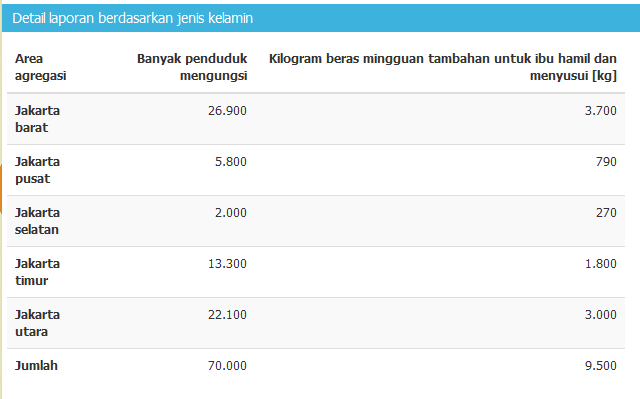 Detail laporan berdasarkan jenis kelamin
Area agregasi Banyak penduduk mengungsi Kilogram beras mingguan tambahan untuk ibu hamil dan menyusui [kg]
Jakarta barat 26.900 3.700
Jakarta pusat 5.800 790
Jakarta selatan 2.000 270
Jakarta timur 13.300 1.800
Jakarta utara 22.100 3.000
Jumlah 70.000 9.500